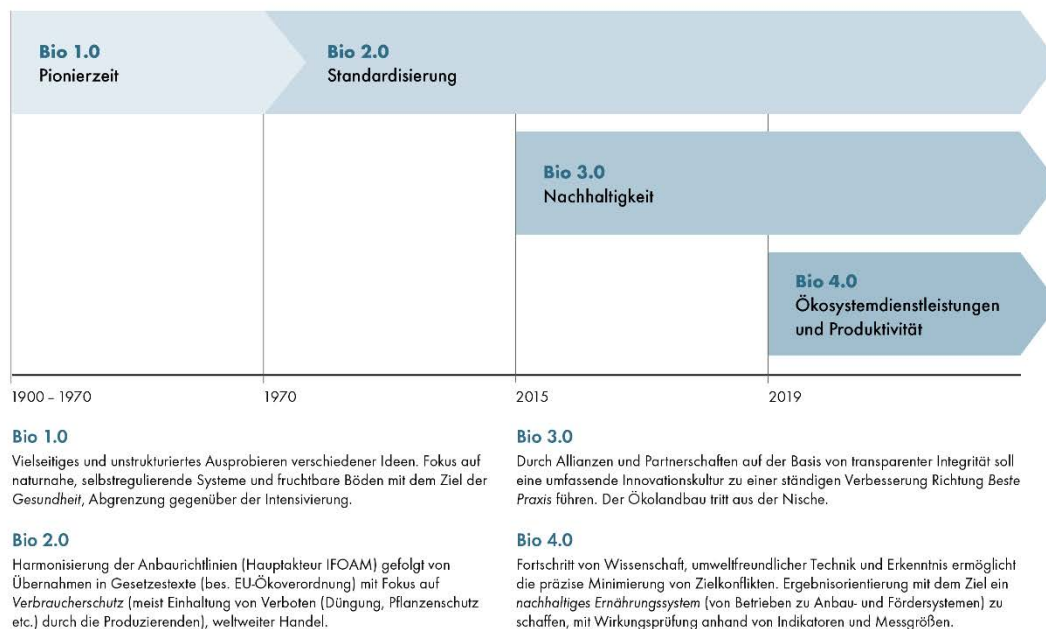 Bio 1.0
Pionierzeit
Bio 2.0
Standardisierung
Bio 3.0
Nachhaltigkeit
Bio 4.0
Ökosystemdienstleistungen
und Produktivität
1900 – 1970
1970
2015
2019
Bio 1.0
Vielseitiges und unstrukturiertes Ausprobieren verschiedener Ideen. Fokus auf
naturnahe, selbstregulierende Systeme und fruchtbare Böden mit dem Ziel der
Gesundheit, Abgrenzung gegenüber der Intensivierung.
Bio 2.0
Harmonisierung der Anbaurichtlinien (Hauptakteur IFOAM) gefolgt von
Übernahmen in Gesetzestexte (bes. EU-Ökoverordnung) mit Fokus auf
Verbraucherschutz (meist Einhaltung von Verboten (Düngung, Pflanzenschutz
etc.) durch die Produzierenden), weltweiter Handel.
Bio 3.0
Durch Allianzen und Partnerschaften auf der Basis von transparenter Integrität soll
eine umfassende Innovationskultur zu einer ständigen Verbesserung Richtung Beste
Praxis führen. Der Ökolandbau tritt aus der Nische.
Bio 4.0
Fortschritt von Wissenschaft, umweltfreundlicher Technik und Erkenntnis ermöglicht
die präzise Minimierung von Zielkonflikten. Ergebnisorientierung mit dem Ziel ein
nachhaltiges Ernährungssystem (von Betrieben zu Anbau- und Fördersystemen) zu
schaffen, mit Wirkungsprüfung anhand von Indikatoren und Messgrößen.